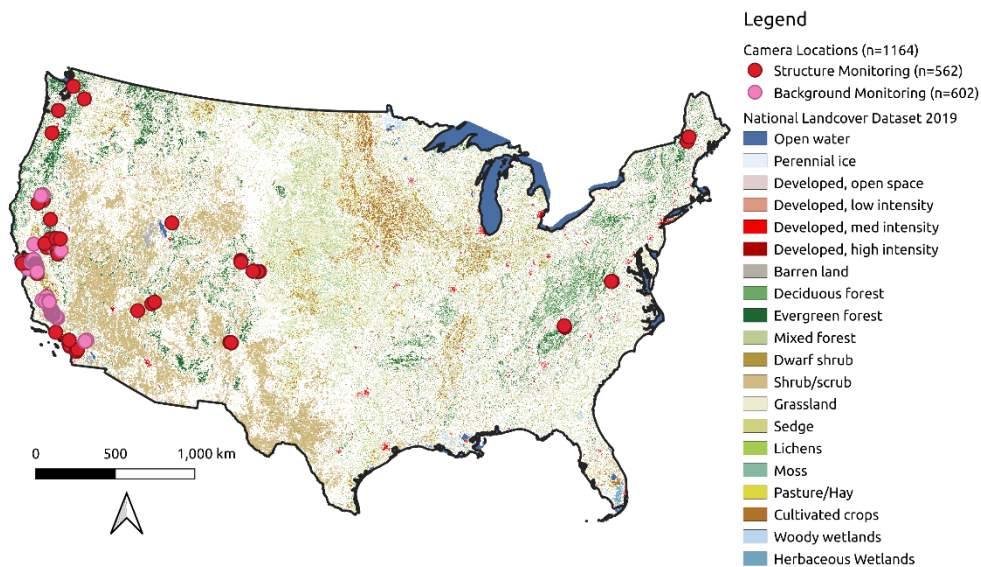 Legend
Camera Locations (n=1164)
Structure Monitoring (n=562)
Background Monitoring (n=602)
National Landcover Dataset 2019
Open water
Perennial ice
Developed, open space
Developed, low intensity
Developed, med intensity
Developed, high intensity
Barren land
Deciduous forest
Evergreen forest
Mixed forest
Dwarf shrub
Shrub/scrub
Grassland
Sedge
Lichens
Moss
Pasture/Hay
Cultivated crops
Woody wetlands
Herbaceous Wetlands
0 500 1,000 km